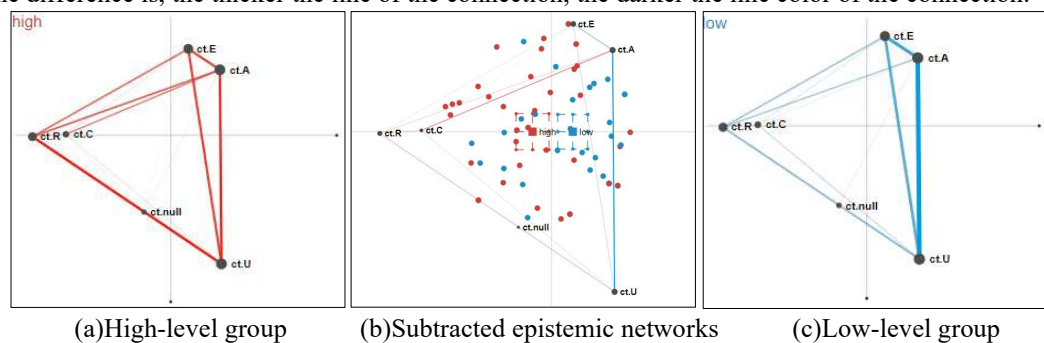 the difference is, the thicker the line of the connection, the darker the line color of the connection.
high
ct.E
ct.A
ct.R
ct.C
ct.null
ct.U
ct.E
ct.A
ct.R
ct.C
high
low
ct.null
ct.U
low
ct.E
ct.A
ct.R
ct.C
ct.null
ct.U
(a)High-level group
(b)Subtracted epistemic networks
(c)Low-level group